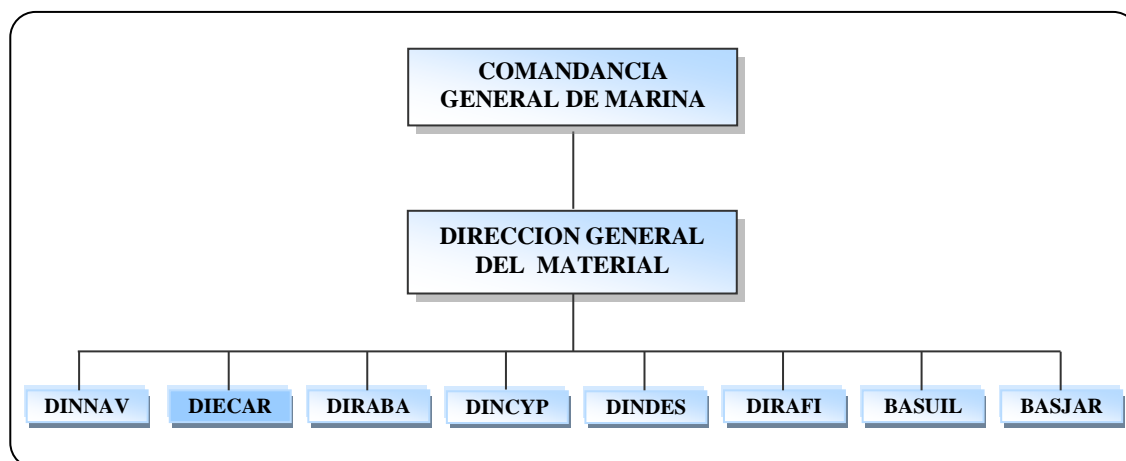 COMANDANCIA
GENERAL DE MARINA
DIRECCION GENERAL
DEL MATERIAL
DINNAV
DIECAR
DIRABA
DINCYP
DINDES
DIRAFI
BASUIL
BASJAR